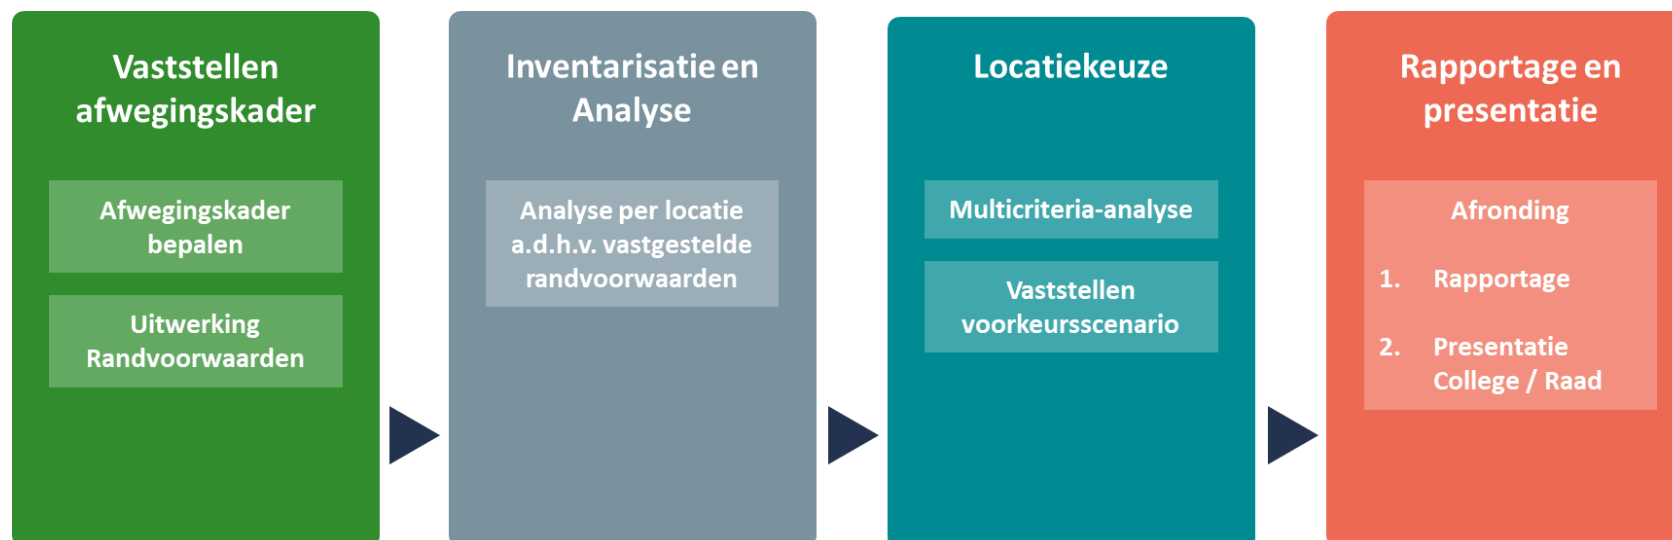 Vaststellen
afwegingskader
Afwegingskader
bepalen
Uitwerking
Randvoorwaarden
Inventarisatie en
Analyse
Analyse per locatie
a.d.h.v. vastgestelde
randvoorwaarden
Locatiekeuze
Multicriteria-analyse
Vaststellen
voorkeursscenario
Rapportage en
presentatie
Afronding
1. Rapportage
2. Presentatie
College / Raad